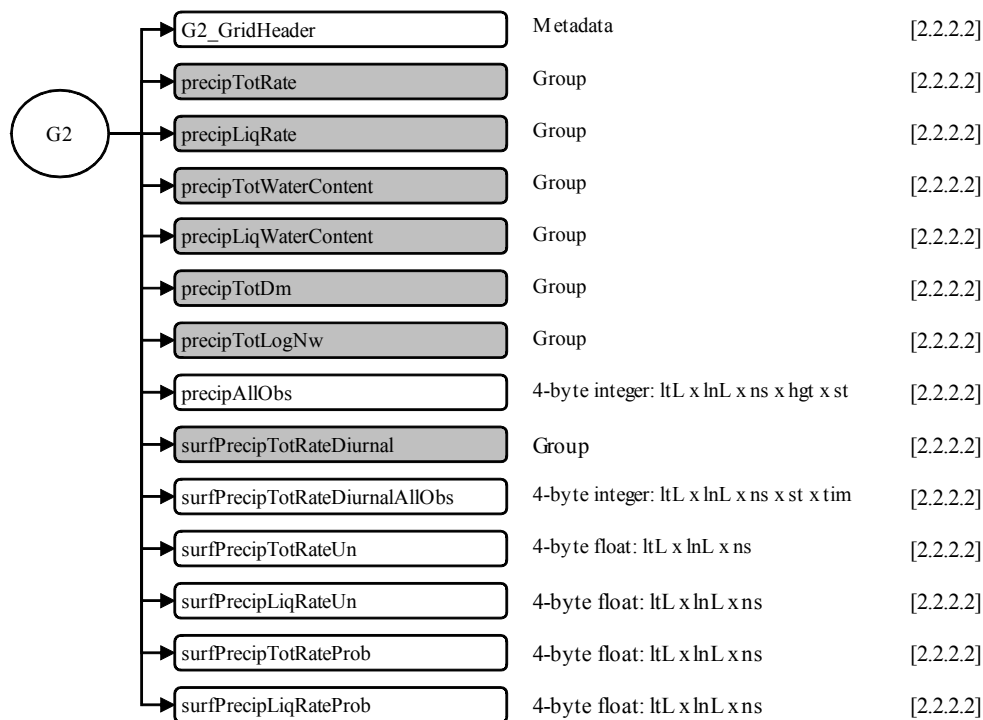 G2_GridHeader Metadata [2.2.2.2]
precipTotRate Group [2.2.2.2]
G2
precipLiqRate Group [2.2.2.2]
precipTotWaterContent Group [2.2.2.2]
precipLiqWaterContent Group [2.2.2.2]
precipTotDm Group [2.2.2.2]
precipTotLogNw Group [2.2.2.2]
precipAllObs 4-byte integer: ltL x lnL x ns x hgt x st [2.2.2.2]
surfPrecipTotRateDiurnal Group [2.2.2.2]
surfPrecipTotRateDiurnalAllObs 4-byte integer: ltL x lnL x ns x st x tim [2.2.2.2]
surfPrecipTotRateUn 4-byte float: ltL x lnL x ns [2.2.2.2]
surfPrecipLiqRateUn 4-byte float: ltL x lnL x ns [2.2.2.2]
surfPrecipTotRateProb 4-byte float: ltL x lnL x ns [2.2.2.2]
surfPrecipLiqRateProb 4-byte float: ltL x lnL x ns [2.2.2.2]